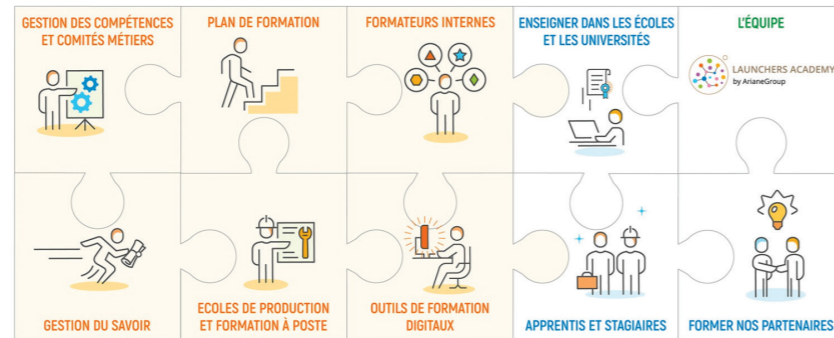 GESTION DES COMPÉTENCES
ET COMITÉS MÉTIERS
PLAN DE FORMATION
FORMATEURS INTERNES
ENSEIGNER DANS LES ÉCOLES
ET LES UNIVERSITÉS
L'ÉQUIPE
LAUNCHERS ACADEMY
by ArianeGroup
GESTION DU SAVOIR
ECOLES DE PRODUCTION
ET FORMATION À POSTE
OUTILS DE FORMATION
DIGITAUX
APPRENTIS ET STAGIAIRES
FORMER NOS PARTENAIRES